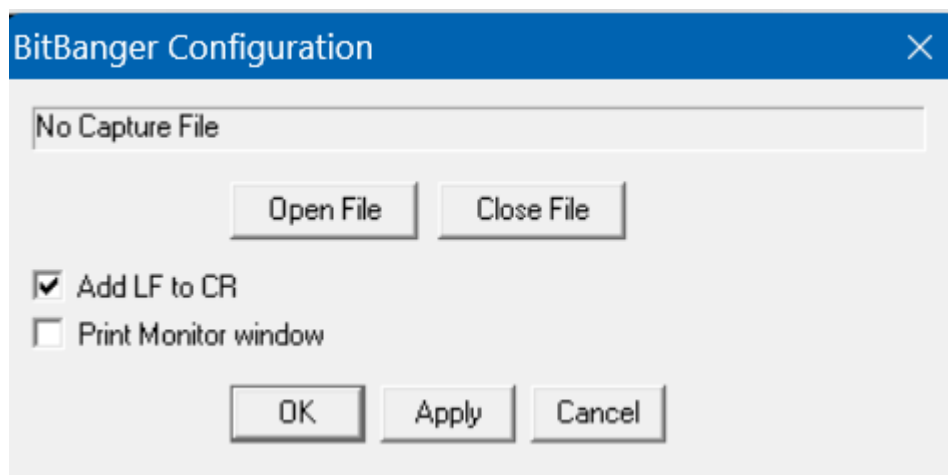 BitBanger Configuration
No Capture File
Open File Close File
Add LF to CR
Print Monitor window
OK Apply Cancel